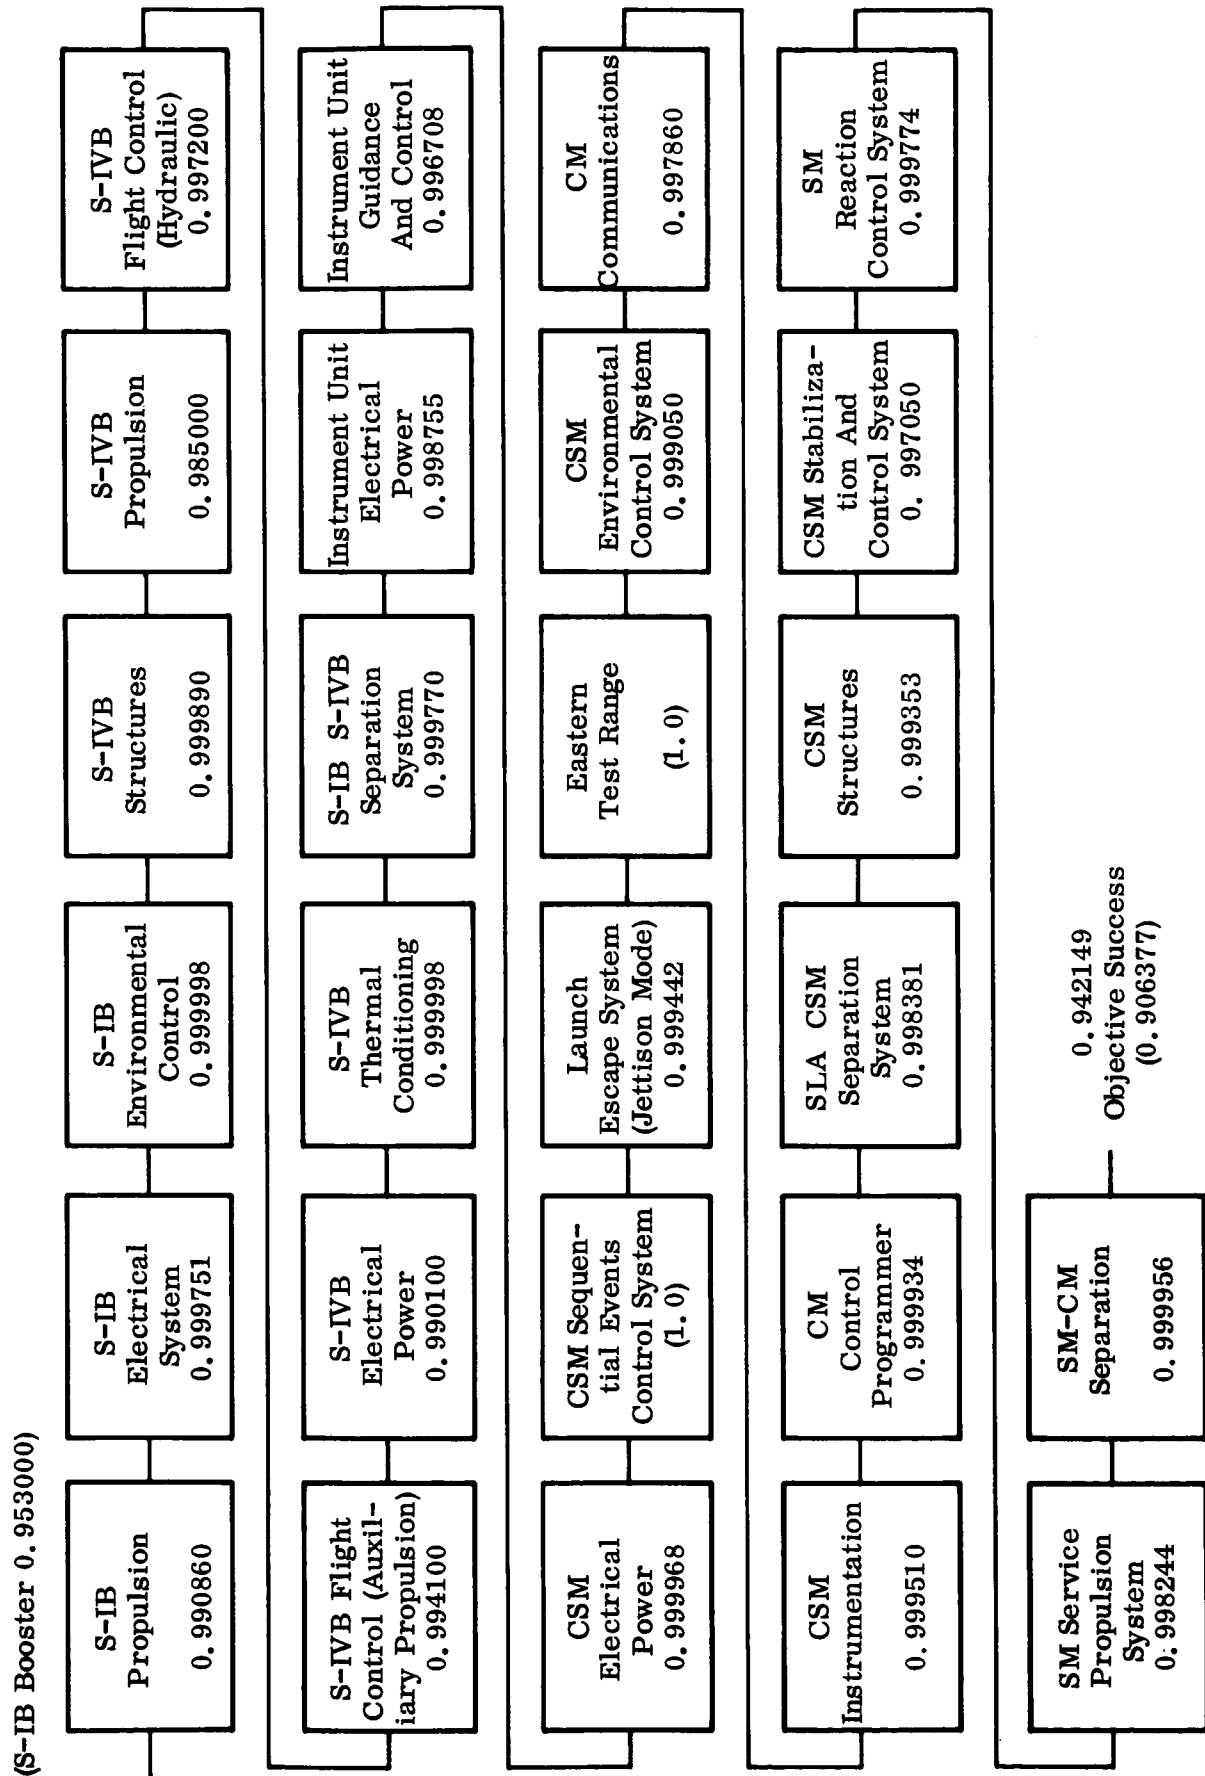 (S-IB Booster 0.953000)
S-IB
Propulsion
0.990860
S-IB
Electrical
System
0.999751
S-IB
Environmental
Control
0.999998
S-IVB
Structures
0.999890
S-IVB
Propulsion
0.985000
S-IVB
Flight Control
(Hydraulic)
0.997200
S-IVB Flight
Control (Auxil-
iary Propulsion)
0.994100
S-IVB
Electrical
Power
0.990100
S-IVB
Thermal
Conditioning
0.999998
S-IB S-IVB
Separation
System
0.999770
Instrument Unit
Electrical
Power
0.998755
Instrument Unit
Guidance
And Control
0.996708
CSM
Electrical
Power
0.999968
CSM Sequen-
tial Events
Control System
(1.0)
Launch
Escape System
(Jettison Mode)
0.999442
Eastern
Test Range
(1.0)
CSM
Environmental
Control System
0.999050
CM
Communications
0.997860
CSM
Instrumentation
0.999510
CM
Control
Programmer
0.999934
SLA CSM
Separation
System
0.998381
CSM
Structures
0.999353
CSM Stabiliza-
tion And
Control System
0.997050
SM
Reaction
Control System
0.999774
SM Service
Propulsion
System
0.998244
SM-CM
Separation
0.999956
0.942149
Objective Success
(0.906377)